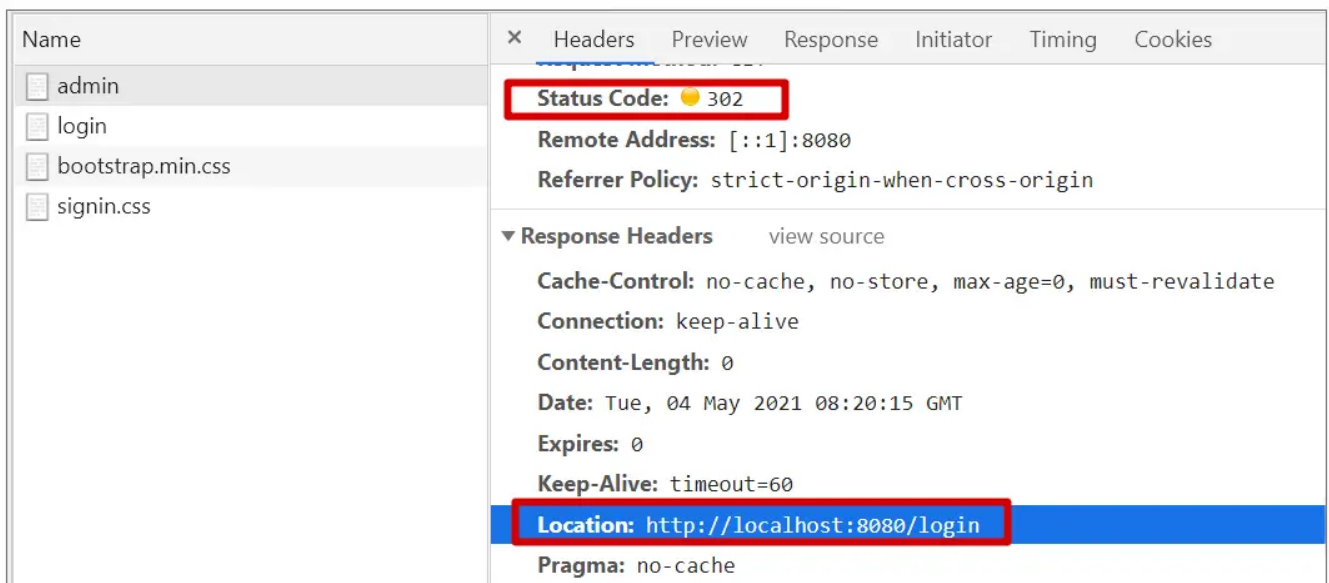 Name
admin
login
bootstrap.min.css
signin.css
× Headers Preview Response Initiator Timing Cookies
Status Code: 302
Remote Address: [::1]:8080
Referrer Policy: strict-origin-when-cross-origin
▼ Response Headers view source
Cache-Control: no-cache, no-store, max-age=0, must-revalidate
Connection: keep-alive
Content-Length: 0
Date: Tue, 04 May 2021 08:20:15 GMT
Expires: 0
Keep-Alive: timeout=60
Location: http://localhost:8080/login
Pragma: no-cache